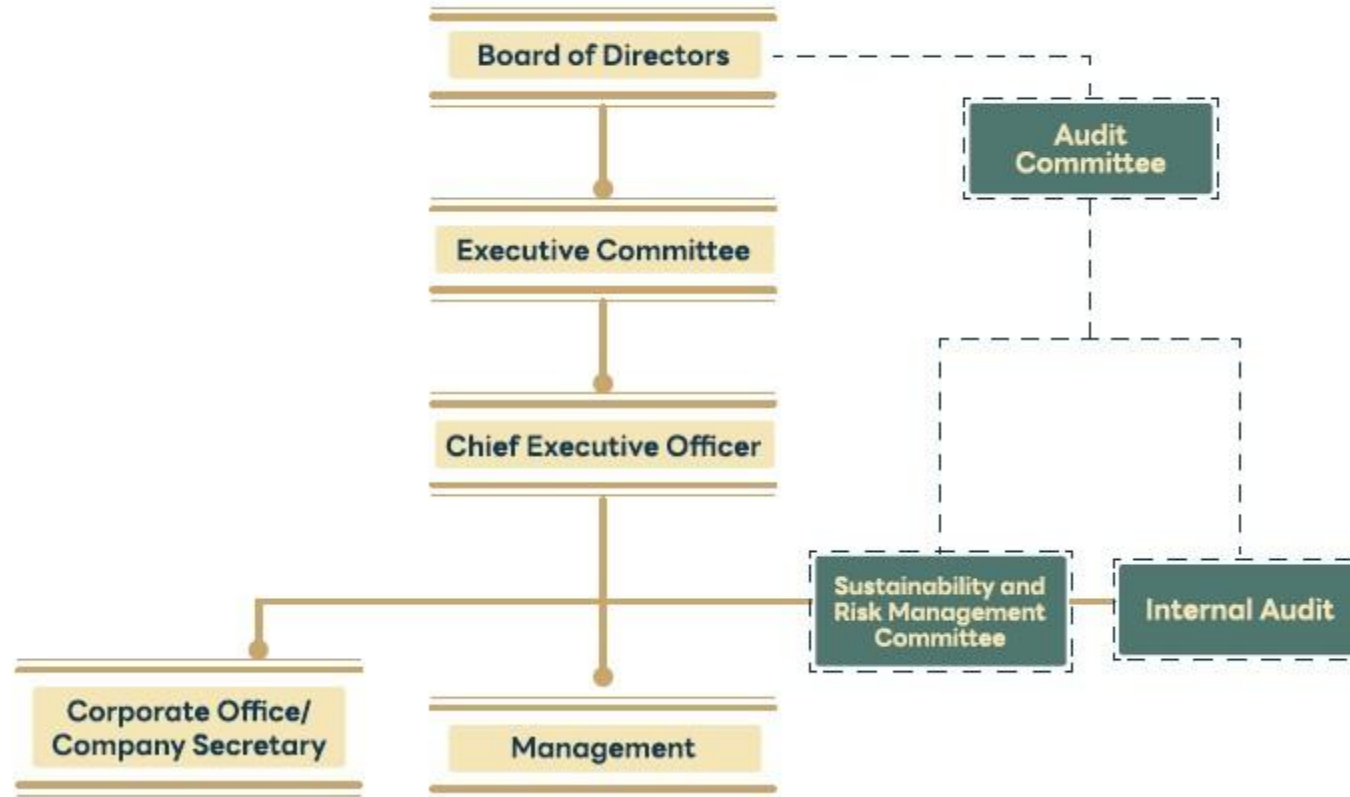 Board of Directors
Audit
Committee
Executive Committee
Chief Executive Officer
Sustainability and
Risk Management
Committee
Internal Audit
Corporate Office/
Company Secretary
Management